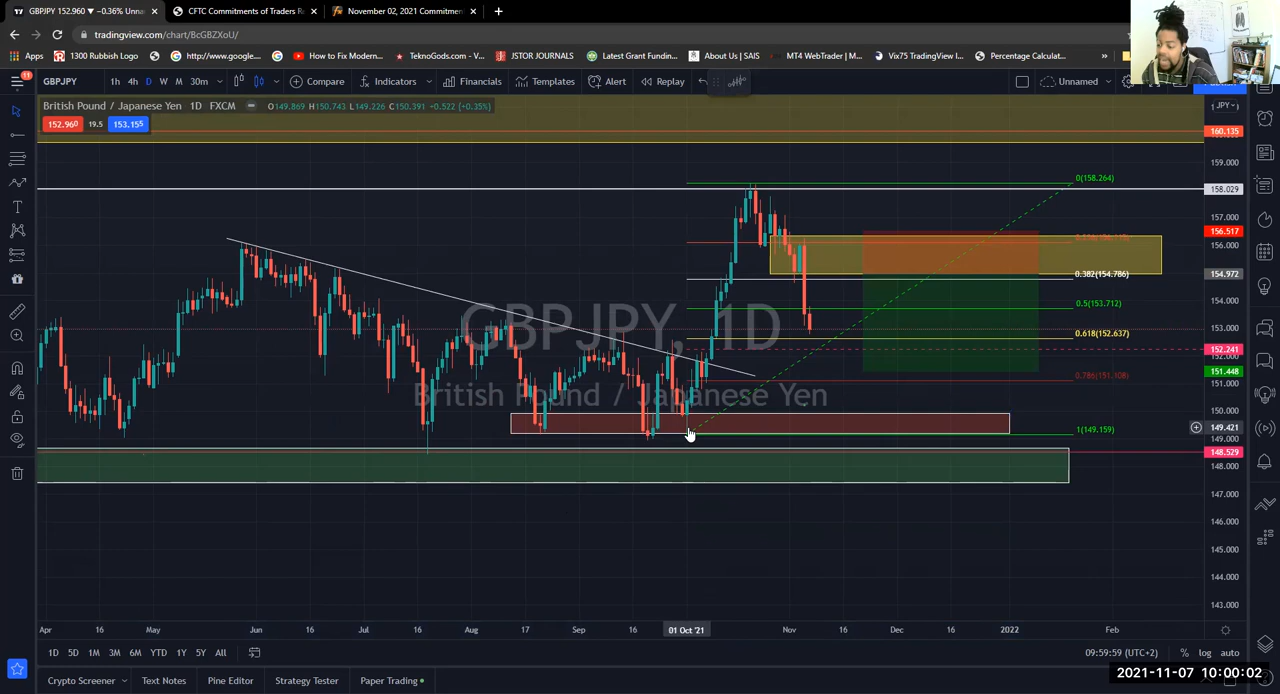 GBPJPY 152.960 ▼ −0.36% Unna
CFTC Commitments of Traders Re
November 02, 2021 Commitment
tradingview.com/chart/BcGBZXoU/
Apps
1300 Rubbish Logo
http://www.google....
How to Fix Modern...
TeknoGods.com - V...
JSTOR JOURNALS
Latest Grant Fundin...
About Us | SAIS
MT4 WebTrader | M...
Vix75 TradingView I...
Percentage Calculat...
»
11
GBPJPY
1h 4h D W M 30m
Compare
Indicators
Financials
Templates
Alert
Replay
Unnamed
British Pound / Japanese Yen · 1D · FXCM
O149.869 H150.743 L149.226 C150.391 −0.522 (+0.35%)
152.960 19.5 153.155
JPY
160.135
159.000
0(158.264)
158.029
157.000
156.517
156.000
154.972
0.382(154.786)
154.000
0.5(153.712)
GBPJPY, 1D
153.000
0.618(152.637)
152.241
152.000
151.448
0.786(151.108)
151.000
British Pound / Japanese Yen
150.000
1(149.159)
149.421
149.000
148.529
148.000
147.000
146.000
145.000
144.000
143.000
Apr 16 May Jun 16 Jul 16 Aug Sep 16 01 Oct '21 Nov 16 Dec 16 2022 Feb
1D 5D 1M 3M 6M YTD 1Y 5Y All
09:59:59 (UTC+2)
% log auto
Crypto Screener
Text Notes
Pine Editor
Strategy Tester
Paper Trading
2021-11-07 10:00:02